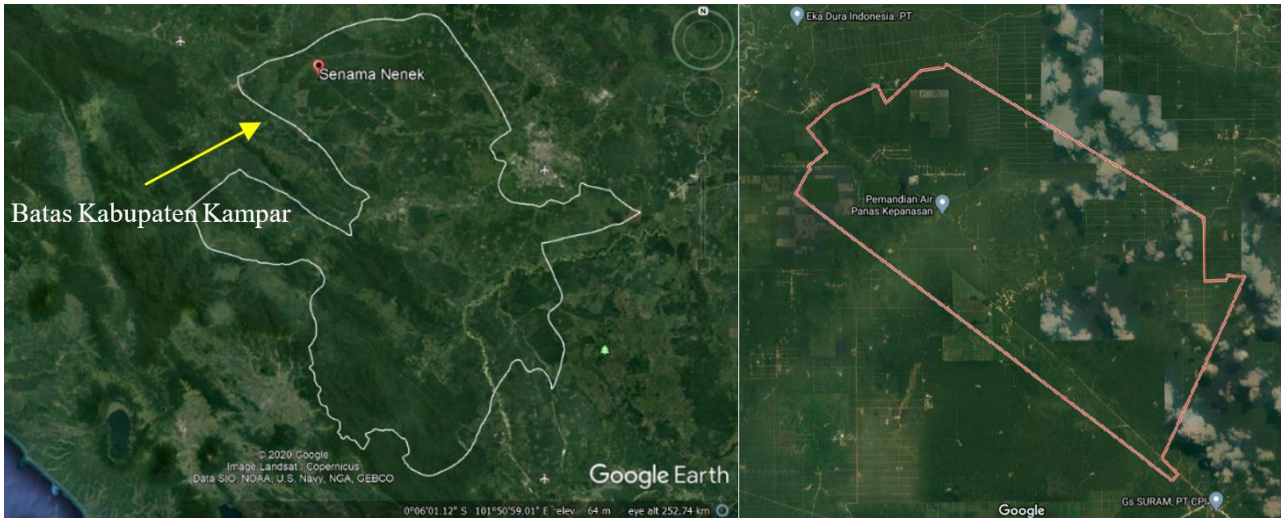 N
Senama Nenek
Batas Kabupaten Kampar
© 2020 Google
Image Landsat / Copernicus
Data SIO, NOAA, U.S. Navy, NGA, GEBCO
Google Earth
0°06'01.12" S 101°50'59.01" E elev 64 m eye alt 252.74 km
Eka Dura Indonesia. PT
Pemandian Air
Panas Kepanasan
Gs SURAM, PT CPI
Google